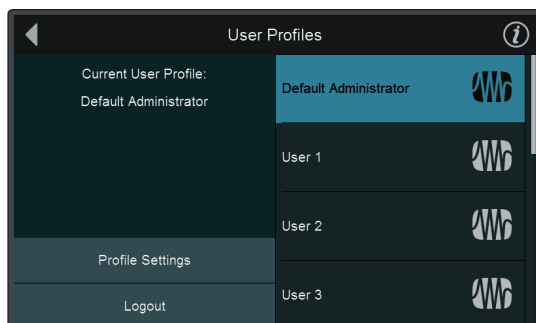 User Profiles
i
Current User Profile:
Default Administrator
Profile Settings
Logout
Default Administrator
User 1
User 2
User 3